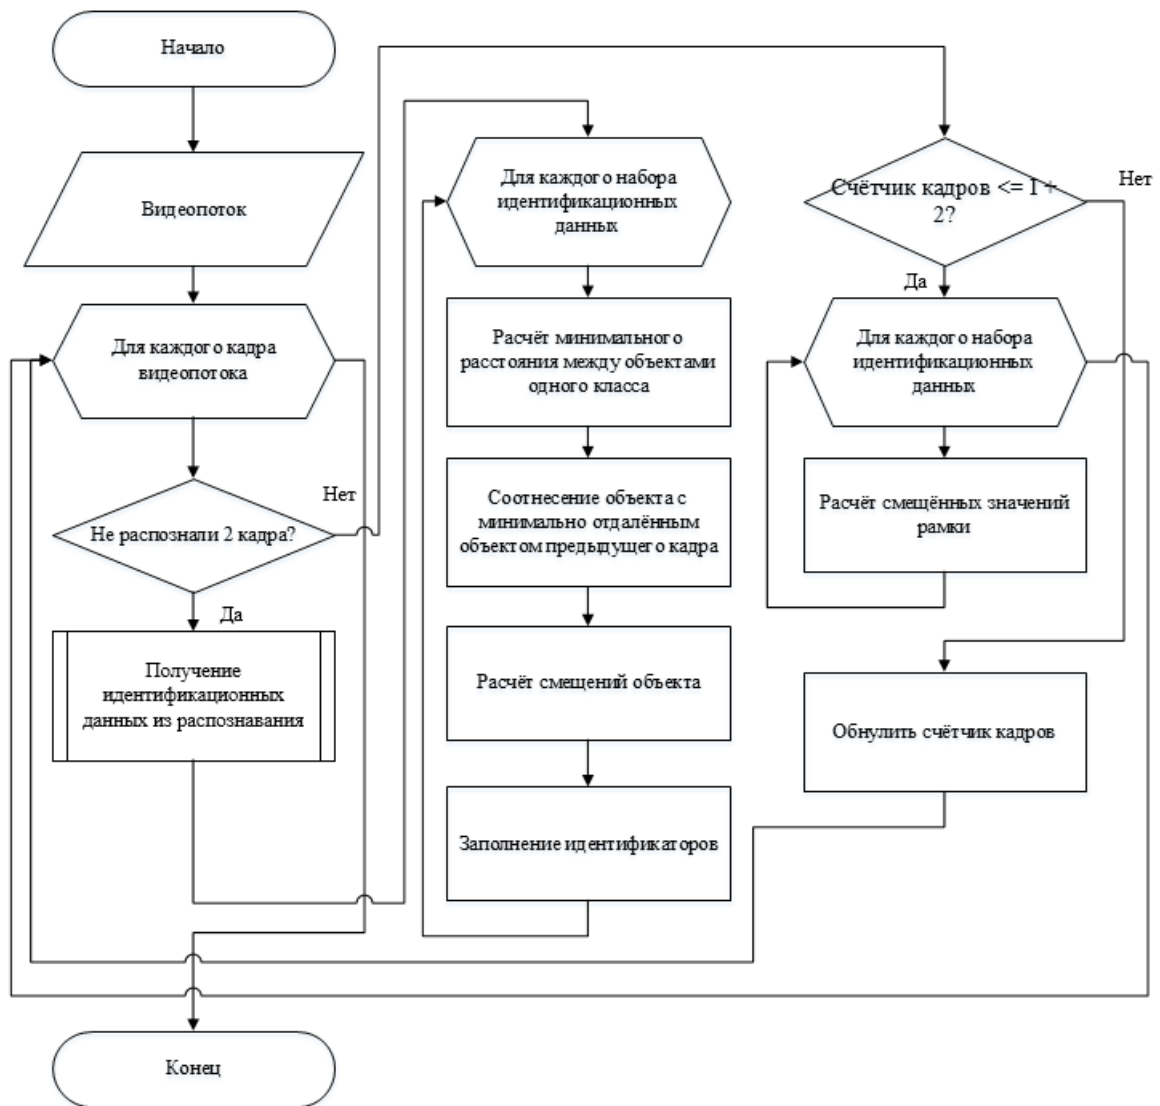 Начало
Видеопоток
Для каждого кадра
видеопотока
Не распознали 2 кадра?
Нет
Да
Получение
идентификационных
данных из распознавания
Конец
Для каждого набора
идентификационных
данных
Расчёт минимального
расстояния между объектами
одного класса
Соотнесение объекта с
минимально отдалённым
объектом предыдущего кадра
Расчёт смещений объекта
Заполнение идентификаторов
Счётчик кадров <= I +
2?
Нет
Да
Для каждого набора
идентификационных
данных
Расчёт смещённых значений
рамки
Обнулить счётчик кадров